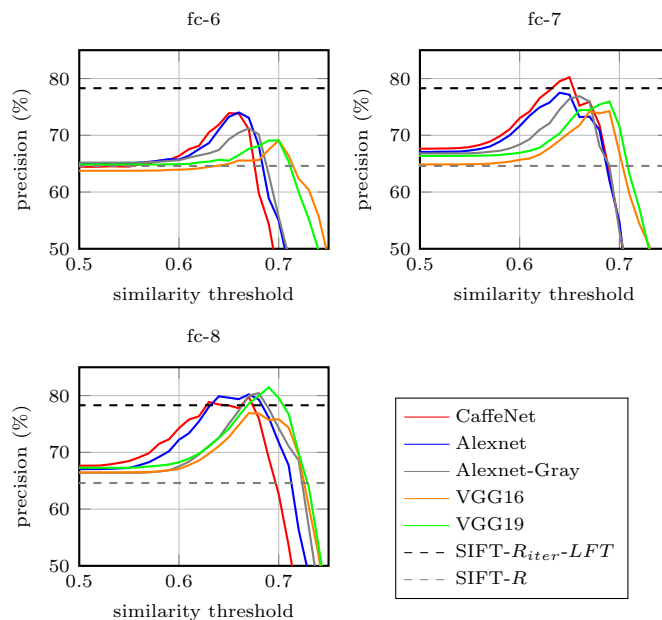 fc-6
fc-7
80
70
60
50
precision (%)
0.5 0.6 0.7
similarity threshold
80
70
60
50
precision (%)
0.5 0.6 0.7
similarity threshold
fc-8
80
70
60
50
precision (%)
0.5 0.6 0.7
similarity threshold
CaffeNet
Alexnet
Alexnet-Gray
VGG16
VGG19
SIFT-R_{iter}-LFT
SIFT-R